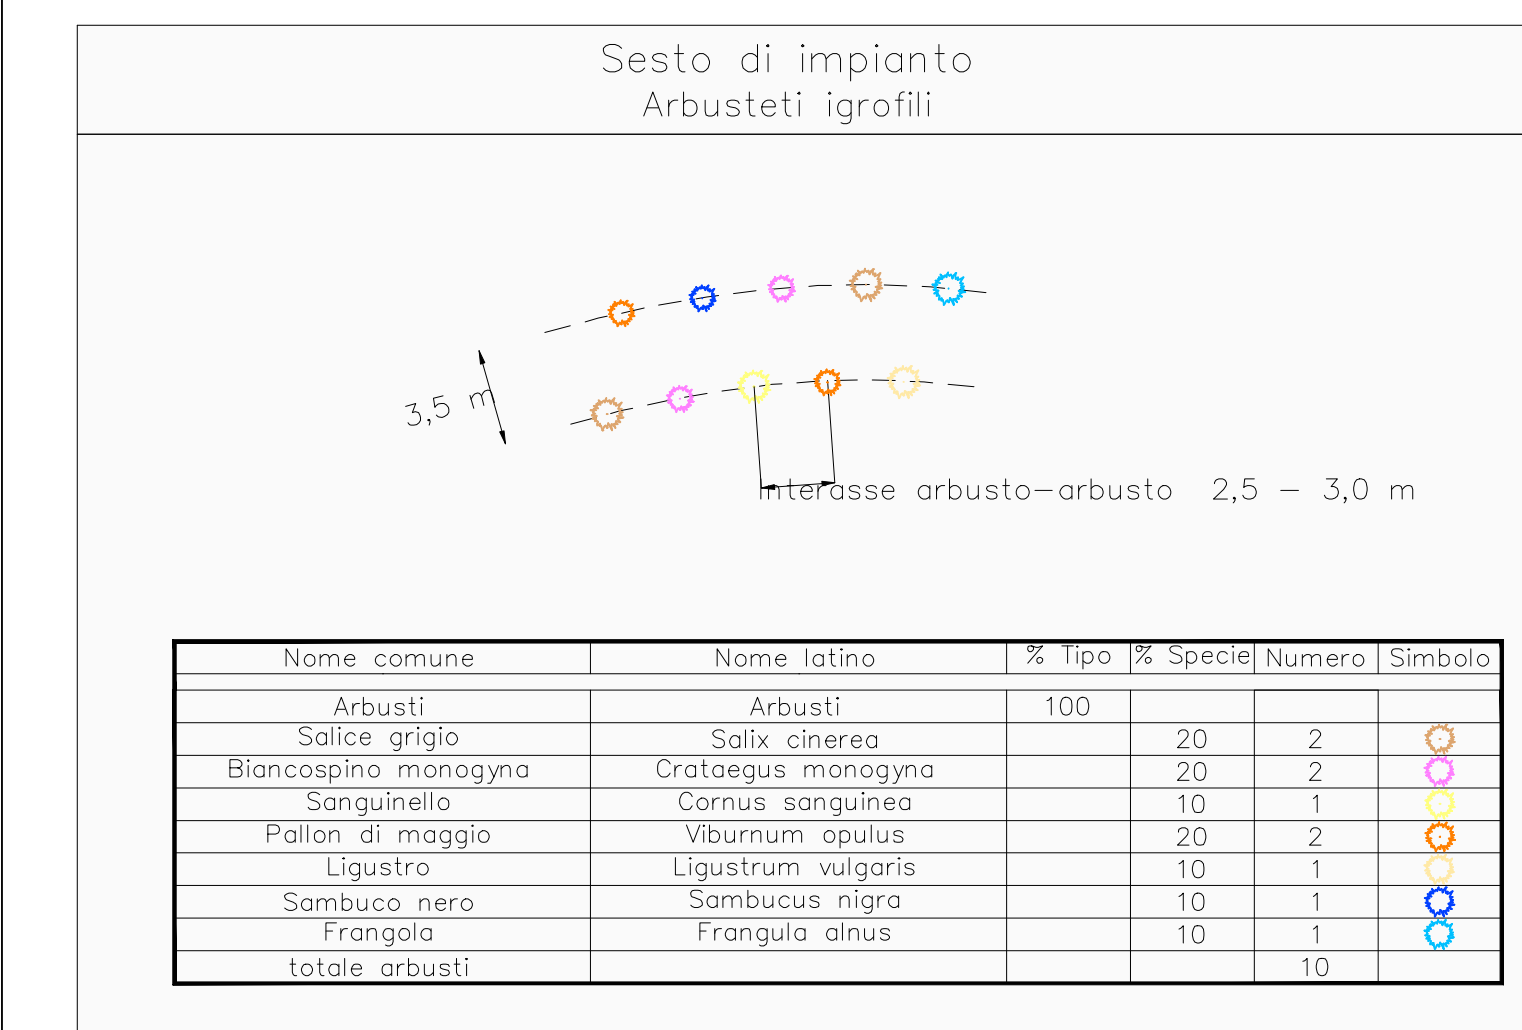 Sesto di impianto
Arbusteti igrofili
3,5 m
Interasse arbusto-arbusto 2,5 - 3,0 m
Nome comune Nome latino % Tipo % Specie Numero Simbolo
Arbusti Arbusti 100
Salice grigio Salix cinerea 20 2
Biancospino monogyna Crataegus monogyna 20 2
Sanguinello Cornus sanguinea 10 1
Pallon di maggio Viburnum opulus 20 2
Ligustro Ligustrum vulgaris 10 1
Sambuco nero Sambucus nigra 10 1
Frangola Frangula alnus 10 1
totale arbusti 10